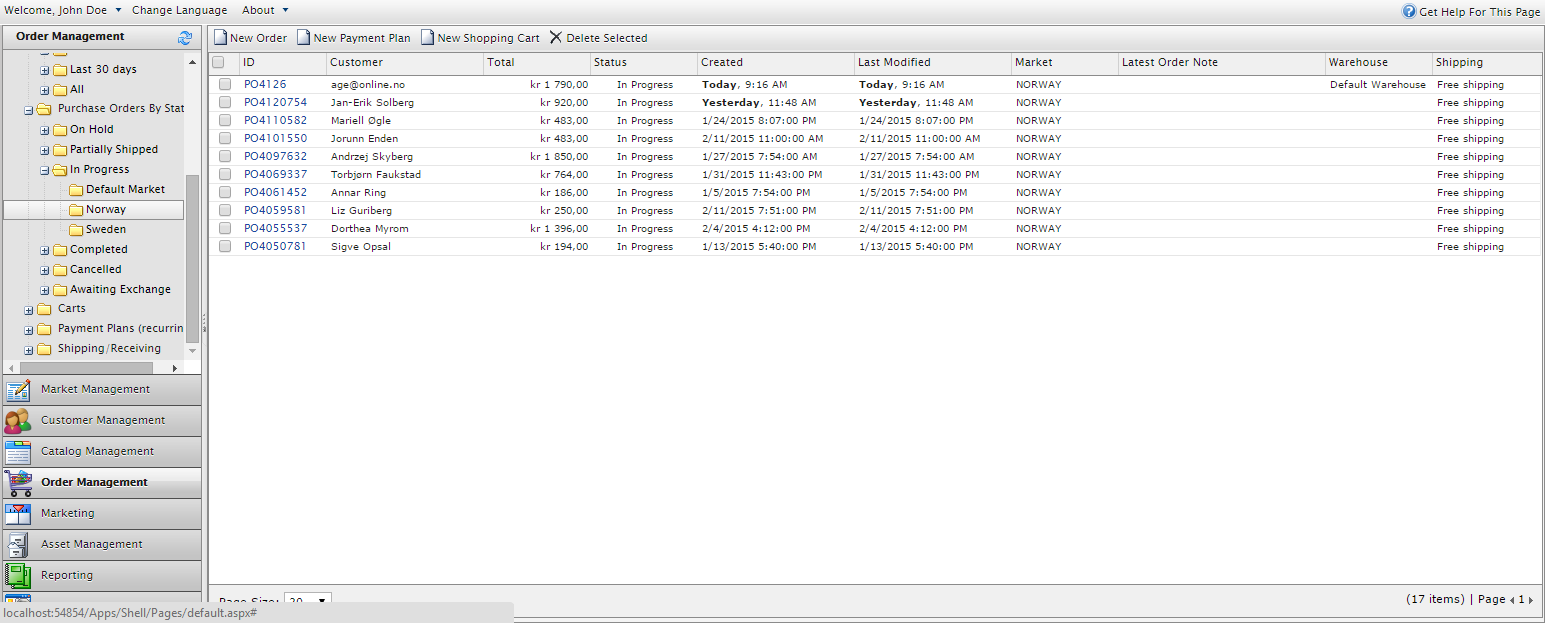 Welcome, John Doe Change Language About Get Help For This Page
Order Management
Last 30 days
All
Purchase Orders By Stat
On Hold
Partially Shipped
In Progress
Default Market
Norway
Sweden
Completed
Cancelled
Awaiting Exchange
Carts
Payment Plans (recurrin
Shipping/Receiving
Market Management
Customer Management
Catalog Management
Order Management
Marketing
Asset Management
Reporting
New Order New Payment Plan New Shopping Cart Delete Selected
ID Customer Total Status Created Last Modified Market Latest Order Note Warehouse Shipping
PO4126 age@online.no kr 1 790,00 In Progress Today, 9:16 AM Today, 9:16 AM NORWAY Default Warehouse Free shipping
PO4120754 Jan-Erik Solberg kr 920,00 In Progress Yesterday, 11:48 AM Yesterday, 11:48 AM NORWAY Free shipping
PO4110582 Mariell Øgle kr 483,00 In Progress 1/24/2015 8:07:00 PM 1/24/2015 8:07:00 PM NORWAY Free shipping
PO4101550 Jorunn Enden kr 483,00 In Progress 2/11/2015 11:00:00 AM 2/11/2015 11:00:00 AM NORWAY Free shipping
PO4097632 Andrzej Skyberg kr 1 850,00 In Progress 1/27/2015 7:54:00 AM 1/27/2015 7:54:00 AM NORWAY Free shipping
PO4069337 Torbjørn Faukstad kr 764,00 In Progress 1/31/2015 11:43:00 PM 1/31/2015 11:43:00 PM NORWAY Free shipping
PO4061452 Annar Ring kr 186,00 In Progress 1/5/2015 7:54:00 PM 1/5/2015 7:54:00 PM NORWAY Free shipping
PO4059581 Liz Guriberg kr 250,00 In Progress 2/11/2015 7:51:00 PM 2/11/2015 7:51:00 PM NORWAY Free shipping
PO4055537 Dorthea Myrom kr 1 396,00 In Progress 2/4/2015 4:12:00 PM 2/4/2015 4:12:00 PM NORWAY Free shipping
PO4050781 Sigve Opsal kr 194,00 In Progress 1/13/2015 5:40:00 PM 1/13/2015 5:40:00 PM NORWAY Free shipping
Page Size: 20 (17 items) | Page 1
localhost:54854/Apps/Shell/Pages/default.aspx#